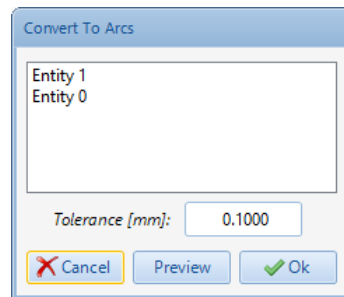 Convert To Arcs
Entity 1
Entity 0
Tolerance [mm]: 0.1000
Cancel Preview Ok